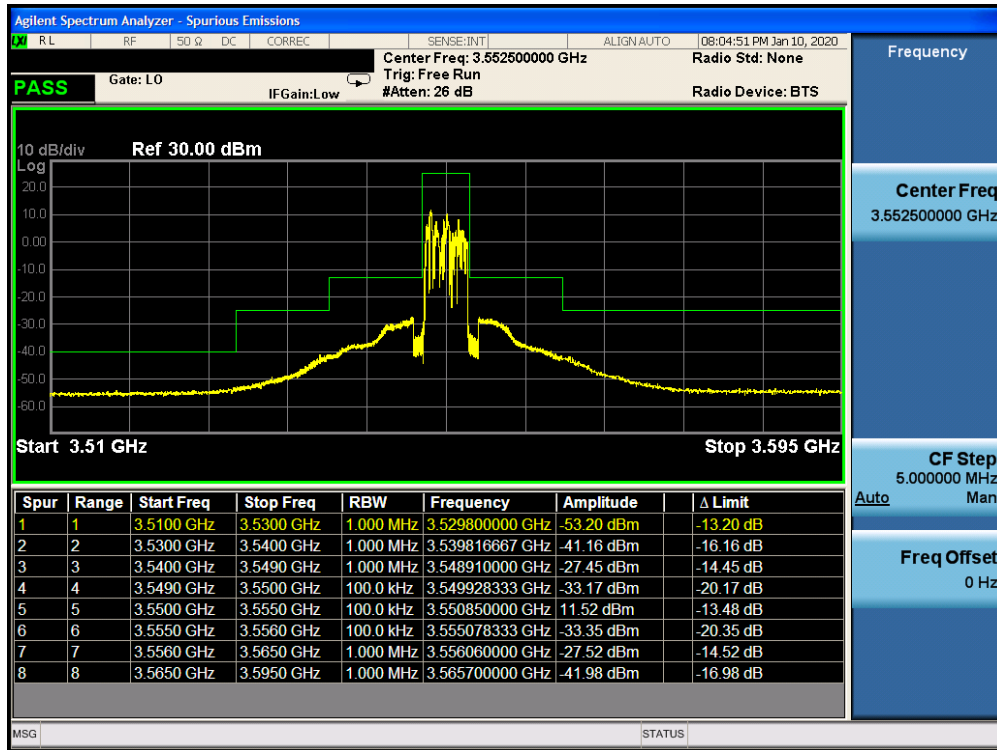 Agilent Spectrum Analyzer - Spurious Emissions
LXI RL RF 50 Ω DC CORREC SENSE:INT ALIGNAUTO 08:04:51 PM Jan 10, 2020
Center Freq: 3.552500000 GHz Radio Std: None
Gate: LO Trig: Free Run
PASS IFGain:Low #Atten: 26 dB Radio Device: BTS
Frequency
10 dB/div Ref 30.00 dBm
Log
20.0
10.0
0.00
-10.0
-20.0
-30.0
-40.0
-50.0
-60.0
Start 3.51 GHz Stop 3.595 GHz
Center Freq
3.552500000 GHz
CF Step
5.000000 MHz
Auto Man
Freq Offset
0 Hz
Spur Range Start Freq Stop Freq RBW Frequency Amplitude Δ Limit
1 1 3.5100 GHz 3.5300 GHz 1.000 MHz 3.529800000 GHz -53.20 dBm -13.20 dB
2 2 3.5300 GHz 3.5400 GHz 1.000 MHz 3.539816667 GHz -41.16 dBm -16.16 dB
3 3 3.5400 GHz 3.5490 GHz 1.000 MHz 3.548910000 GHz -27.45 dBm -14.45 dB
4 4 3.5490 GHz 3.5500 GHz 100.0 kHz 3.549928333 GHz -33.17 dBm -20.17 dB
5 5 3.5500 GHz 3.5550 GHz 100.0 kHz 3.550850000 GHz 11.52 dBm -13.48 dB
6 6 3.5550 GHz 3.5560 GHz 100.0 kHz 3.555078333 GHz -33.35 dBm -20.35 dB
7 7 3.5560 GHz 3.5650 GHz 1.000 MHz 3.556060000 GHz -27.52 dBm -14.52 dB
8 8 3.5650 GHz 3.5950 GHz 1.000 MHz 3.565700000 GHz -41.98 dBm -16.98 dB
MSG STATUS